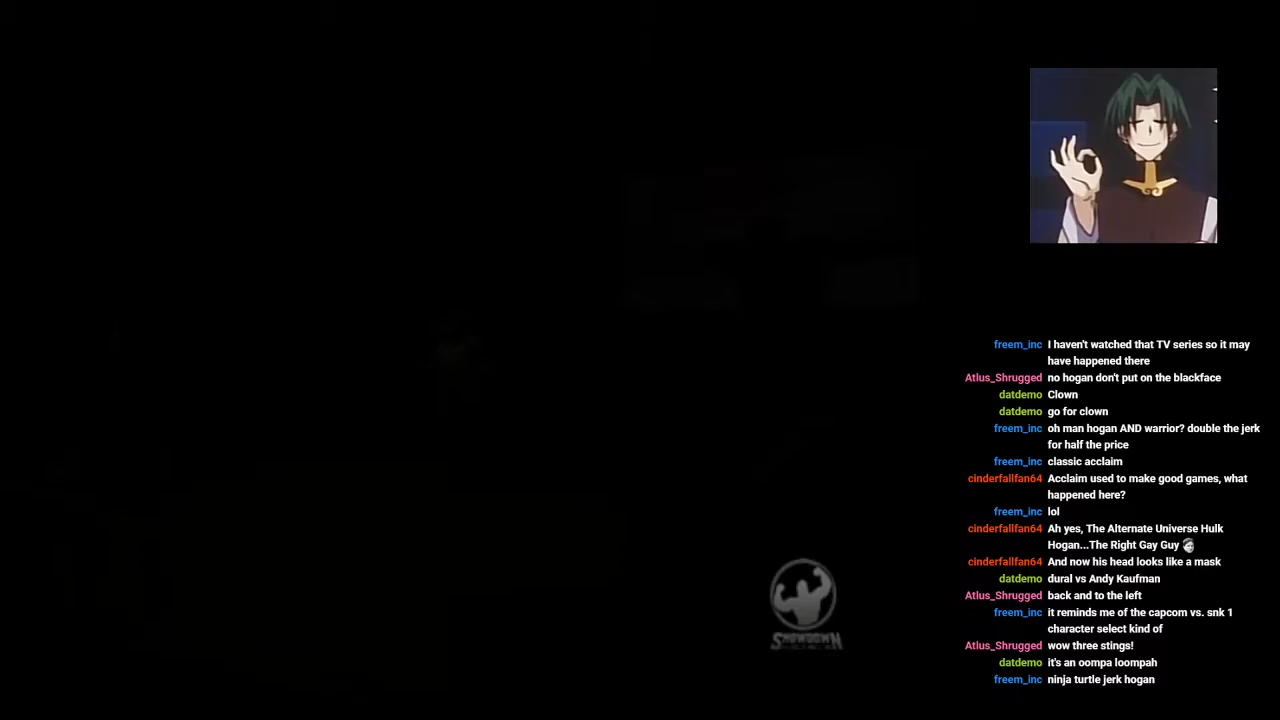 freem_inc I haven't watched that TV series so it may
have happened there
Atlus_Shrugged no hogan don't put on the blackface
datdemo Clown
datdemo go for clown
freem_inc oh man hogan AND warrior? double the jerk
for half the price
freem_inc classic acclaim
cinderfallfan64 Acclaim used to make good games, what
happened here?
freem_inc lol
cinderfallfan64 Ah yes, The Alternate Universe Hulk
Hogan...The Right Gay Guy
cinderfallfan64 And now his head looks like a mask
datdemo dural vs Andy Kaufman
Atlus_Shrugged back and to the left
freem_inc it reminds me of the capcom vs. snk 1
character select kind of
Atlus_Shrugged wow three stings!
datdemo it's an oompa loompah
freem_inc ninja turtle jerk hogan
SHOWDOWN